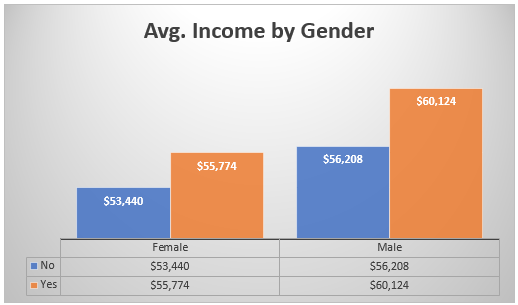 Avg. Income by Gender
$60,124
$56,208
$55,774
$53,440
Female Male
No $53,440 $56,208
Yes $55,774 $60,124